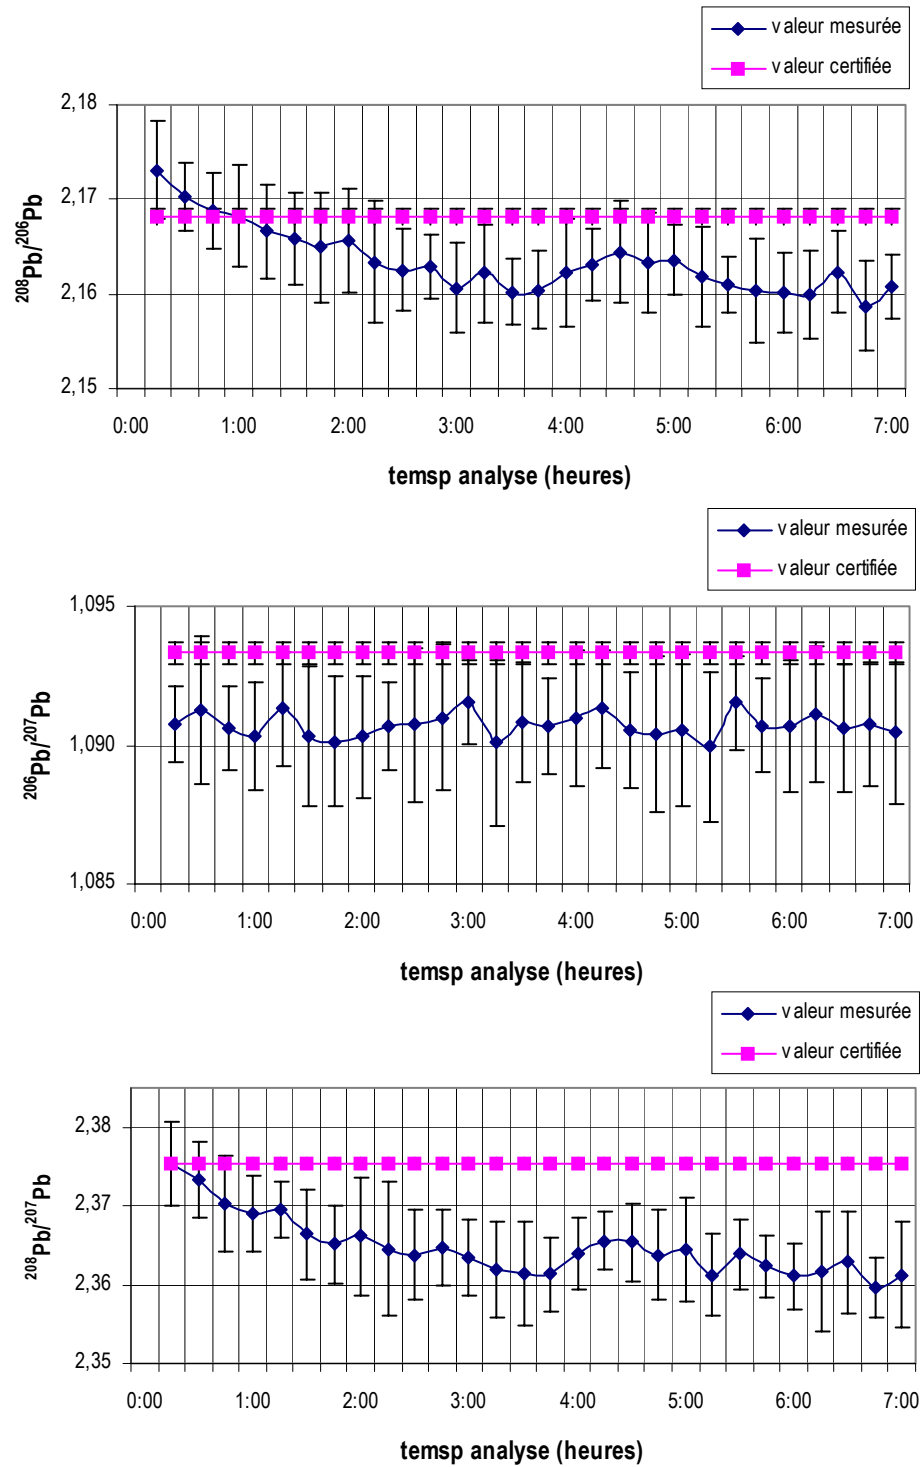 valeur mesurée
valeur certifiée
2,18
2,17
2,16
2,15
208Pb/206Pb
0:00 1:00 2:00 3:00 4:00 5:00 6:00 7:00
temsp analyse (heures)
valeur mesurée
valeur certifiée
1,095
1,090
1,085
206Pb/207Pb
0:00 1:00 2:00 3:00 4:00 5:00 6:00 7:00
temsp analyse (heures)
valeur mesurée
valeur certifiée
2,38
2,37
2,36
2,35
208Pb/207Pb
0:00 1:00 2:00 3:00 4:00 5:00 6:00 7:00
temsp analyse (heures)